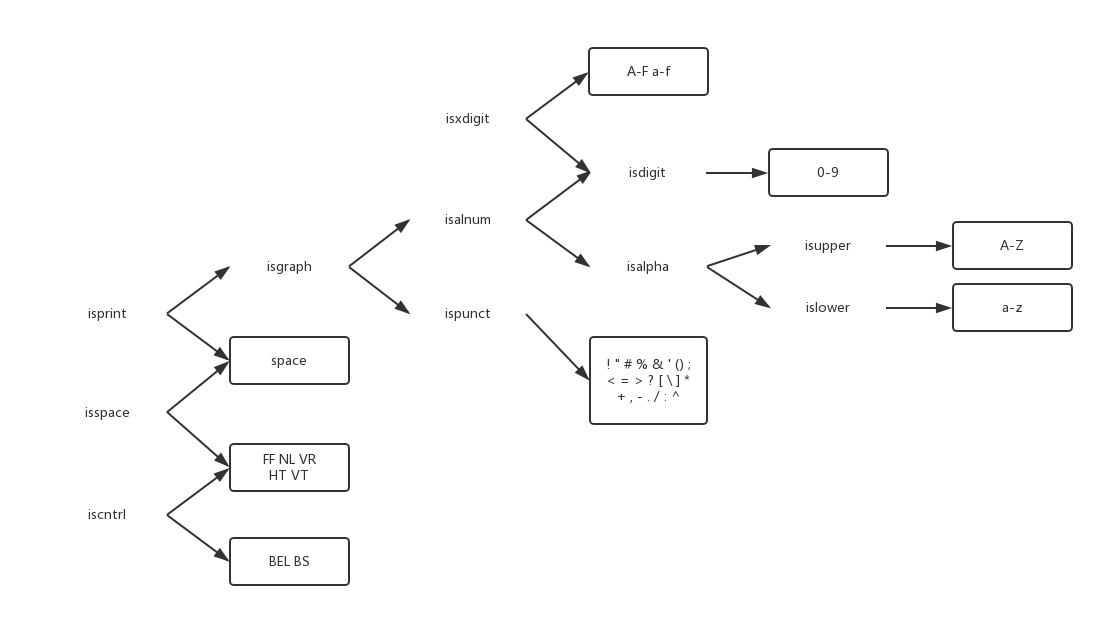 A-F a-f
isxdigit
isdigit
0-9
isalnum
isupper
A-Z
isgraph
isalpha
islower
a-z
isprint
ispunct
space
! " # % & ' () ;
< = > ? [ \ ] *
+ , - . / : ^
isspace
FF NL VR
HT VT
iscntrl
BEL BS